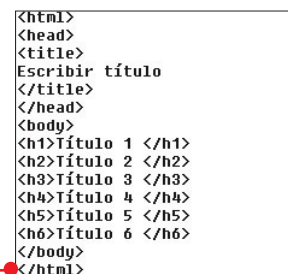 <html>
<head>
<title>
Escribir título
</title>
</head>
<body>
<h1>Título 1 </h1>
<h2>Título 2 </h2>
<h3>Título 3 </h3>
<h4>Título 4 </h4>
<h5>Título 5 </h5>
<h6>Título 6 </h6>
</body>
</html>